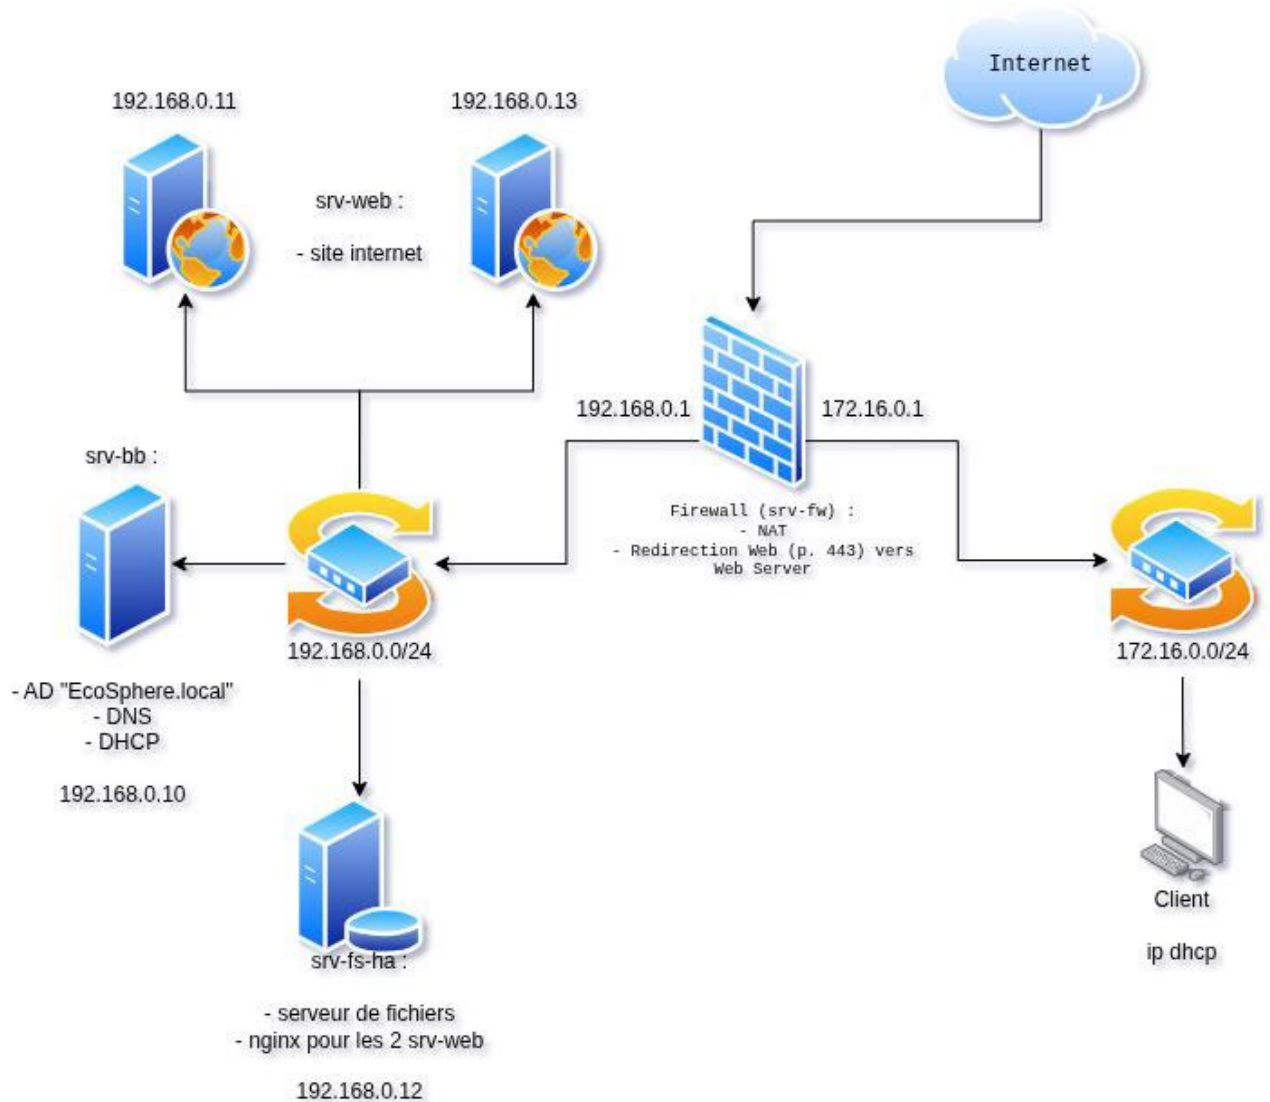 Internet
192.168.0.11
192.168.0.13
srv-web :
- site internet
192.168.0.1
172.16.0.1
Firewall (srv-fw) :
- NAT
- Redirection Web (p. 443) vers
Web Server
srv-bb :
- AD "EcoSphere.local"
- DNS
- DHCP
192.168.0.10
192.168.0.0/24
172.16.0.0/24
srv-fs-ha :
- serveur de fichiers
- nginx pour les 2 srv-web
192.168.0.12
Client
ip dhcp